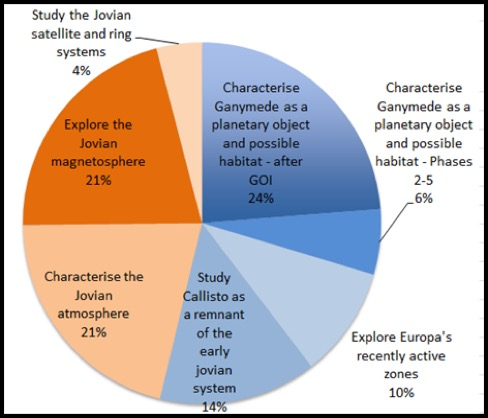 Study the Jovian
satellite and ring
systems
4%
Characterise
Ganymede as a
planetary object
and possible
habitat - after
GOI
24%
Characterise
Ganymede as a
planetary object
and possible
habitat - Phases
2-5
6%
Explore Europa's
recently active
zones
10%
Study
Callisto as
a remnant
of the
early
jovian
system
14%
Characterise the
Jovian
atmosphere
21%
Explore the
Jovian
magnetosphere
21%